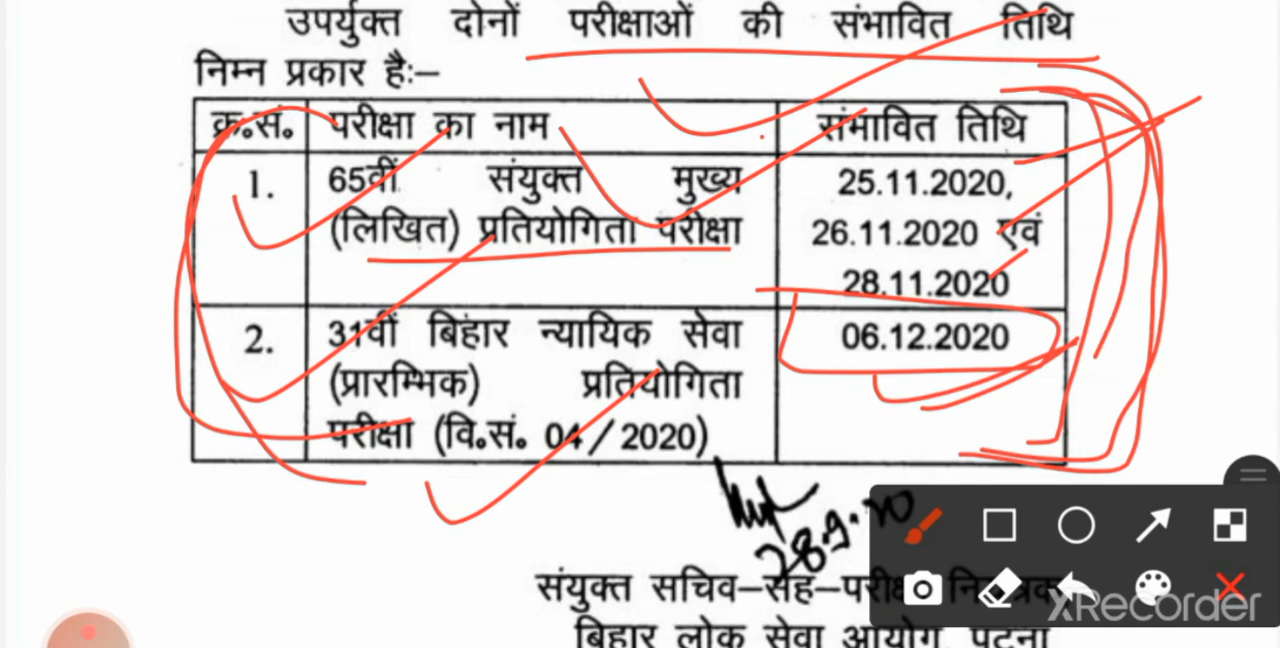 उपर्युक्त दोनों परीक्षाओं की संभावित तिथि
निम्न प्रकार हैः–
क्र॰सं॰ परीक्षा का नाम संभावित तिथि
1. 65वीं संयुक्त मुख्य 25.11.2020,
(लिखित) प्रतियोगिता परीक्षा 26.11.2020 एवं
28.11.2020
2. 31वीं बिहार न्यायिक सेवा 06.12.2020
(प्रारम्भिक) प्रतियोगिता
परीक्षा (वि॰सं॰ 04/2020)
28.9.20
संयुक्त सचिव–सह–परीक्षा
बिहार लोक सेवा आयोग, पटना
XRecorder